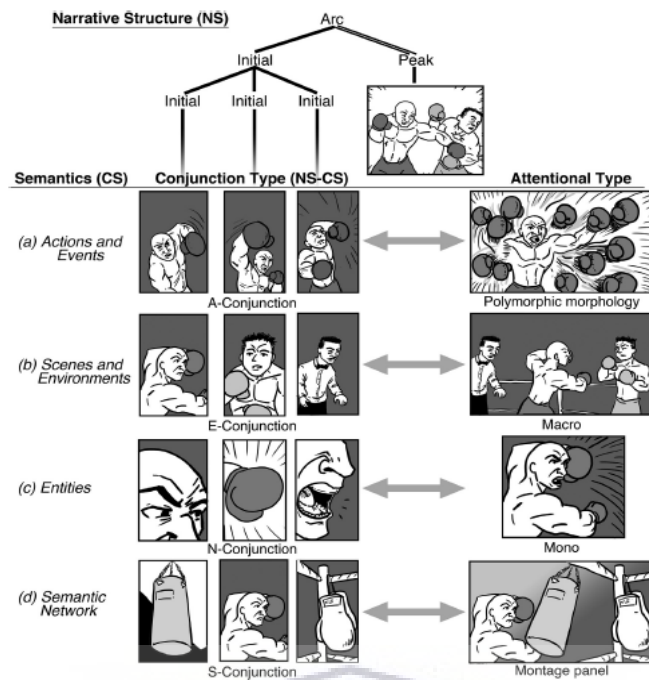 Narrative Structure (NS)
Arc
Initial
Peak
Initial
Initial
Initial
Semantics (CS)
Conjunction Type (NS-CS)
Attentional Type
(a) Actions and
Events
A-Conjunction
Polymorphic morphology
(b) Scenes and
Environments
E-Conjunction
Macro
(c) Entities
N-Conjunction
Mono
(d) Semantic
Network
S-Conjunction
Montage panel